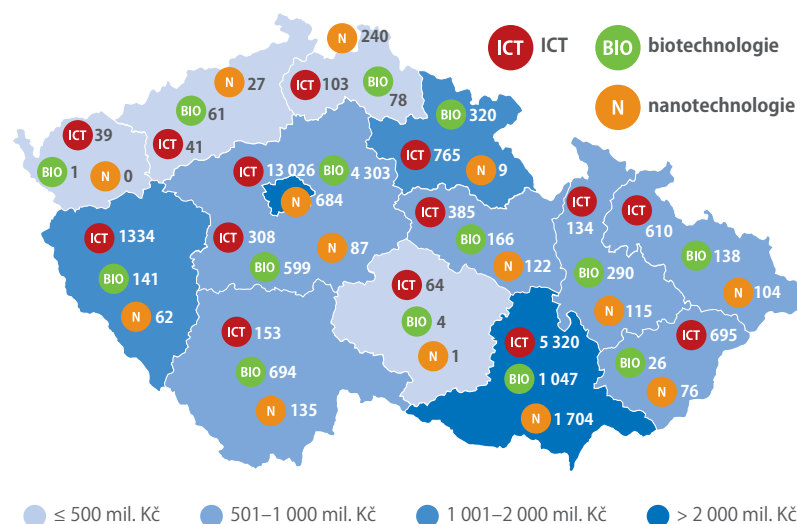 N 240
ICT ICT
BIO biotechnologie
N nanotechnologie
N 27
ICT 103
BIO 78
BIO 61
BIO 320
ICT 39
ICT 41
ICT 765
BIO 1
N 0
ICT 13 026
BIO 4 303
N 9
N 684
ICT 385
ICT 134
ICT 610
ICT 1334
ICT 308
N 87
BIO 166
BIO 138
BIO 599
N 122
BIO 290
BIO 141
ICT 64
N 104
N 62
N 115
BIO 4
ICT 153
ICT 5 320
ICT 695
N 1
BIO 26
BIO 694
BIO 1 047
N 76
N 135
N 1 704
≤ 500 mil. Kč
501–1 000 mil. Kč
1 001–2 000 mil. Kč
> 2 000 mil. Kč